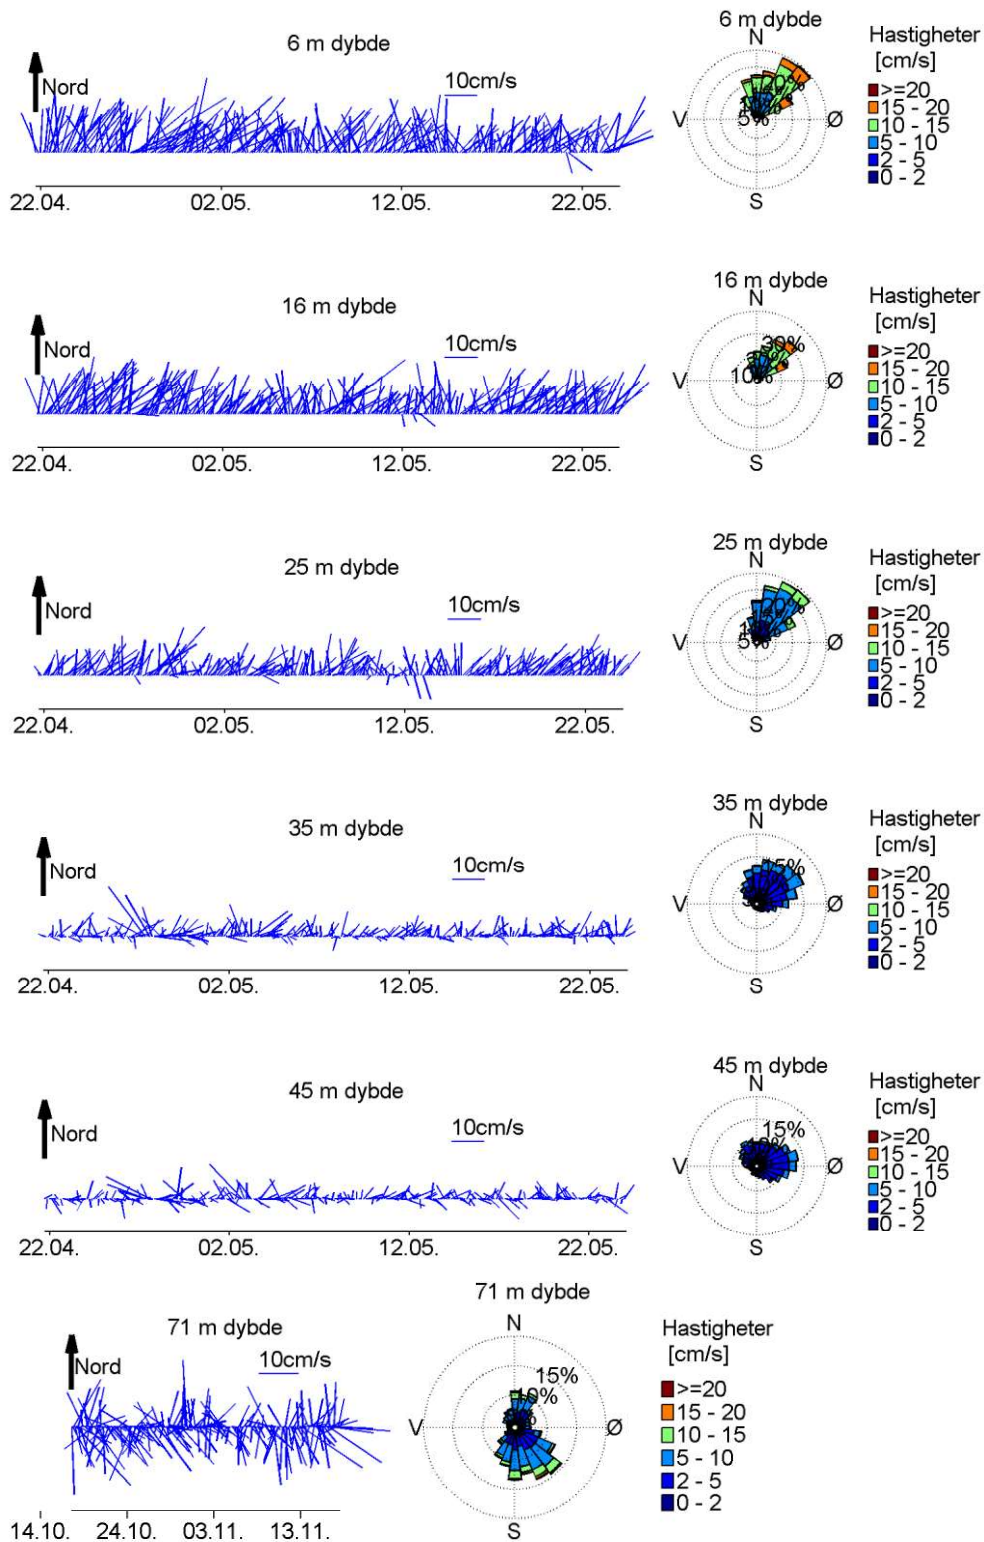 6 m dybde
Nord
10cm/s
22.04. 02.05. 12.05. 22.05.
6 m dybde
N
V Ø
5%
S
Hastigheter
[cm/s]
>=20
15 - 20
10 - 15
5 - 10
2 - 5
0 - 2
16 m dybde
Nord
10cm/s
22.04. 02.05. 12.05. 22.05.
16 m dybde
N
30%
10%
V Ø
S
Hastigheter
[cm/s]
>=20
15 - 20
10 - 15
5 - 10
2 - 5
0 - 2
25 m dybde
Nord
10cm/s
22.04. 02.05. 12.05. 22.05.
25 m dybde
N
V Ø
5%
S
Hastigheter
[cm/s]
>=20
15 - 20
10 - 15
5 - 10
2 - 5
0 - 2
35 m dybde
Nord
10cm/s
22.04. 02.05. 12.05. 22.05.
35 m dybde
N
15%
V Ø
S
Hastigheter
[cm/s]
>=20
15 - 20
10 - 15
5 - 10
2 - 5
0 - 2
45 m dybde
Nord
10cm/s
22.04. 02.05. 12.05. 22.05.
45 m dybde
N
15%
10%
V Ø
S
Hastigheter
[cm/s]
>=20
15 - 20
10 - 15
5 - 10
2 - 5
0 - 2
71 m dybde
Nord
10cm/s
14.10. 24.10. 03.11. 13.11.
71 m dybde
N
15%
10%
V Ø
S
Hastigheter
[cm/s]
>=20
15 - 20
10 - 15
5 - 10
2 - 5
0 - 2